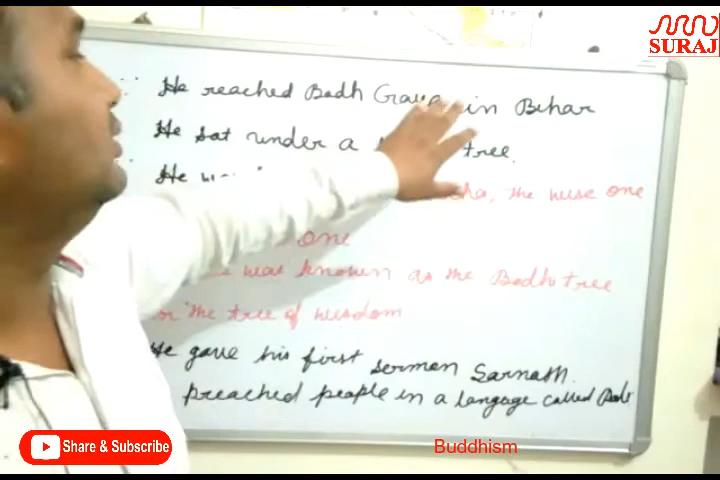 SURAJ
He reached Bodh Gaya in Bihar
He sat under a tree.
He the wise one
one
was known as the Bodhi tree
or the tree of wisdom
He gave his first sermon Sarnath.
preached people in a langage called
Share & Subscribe
Buddhism